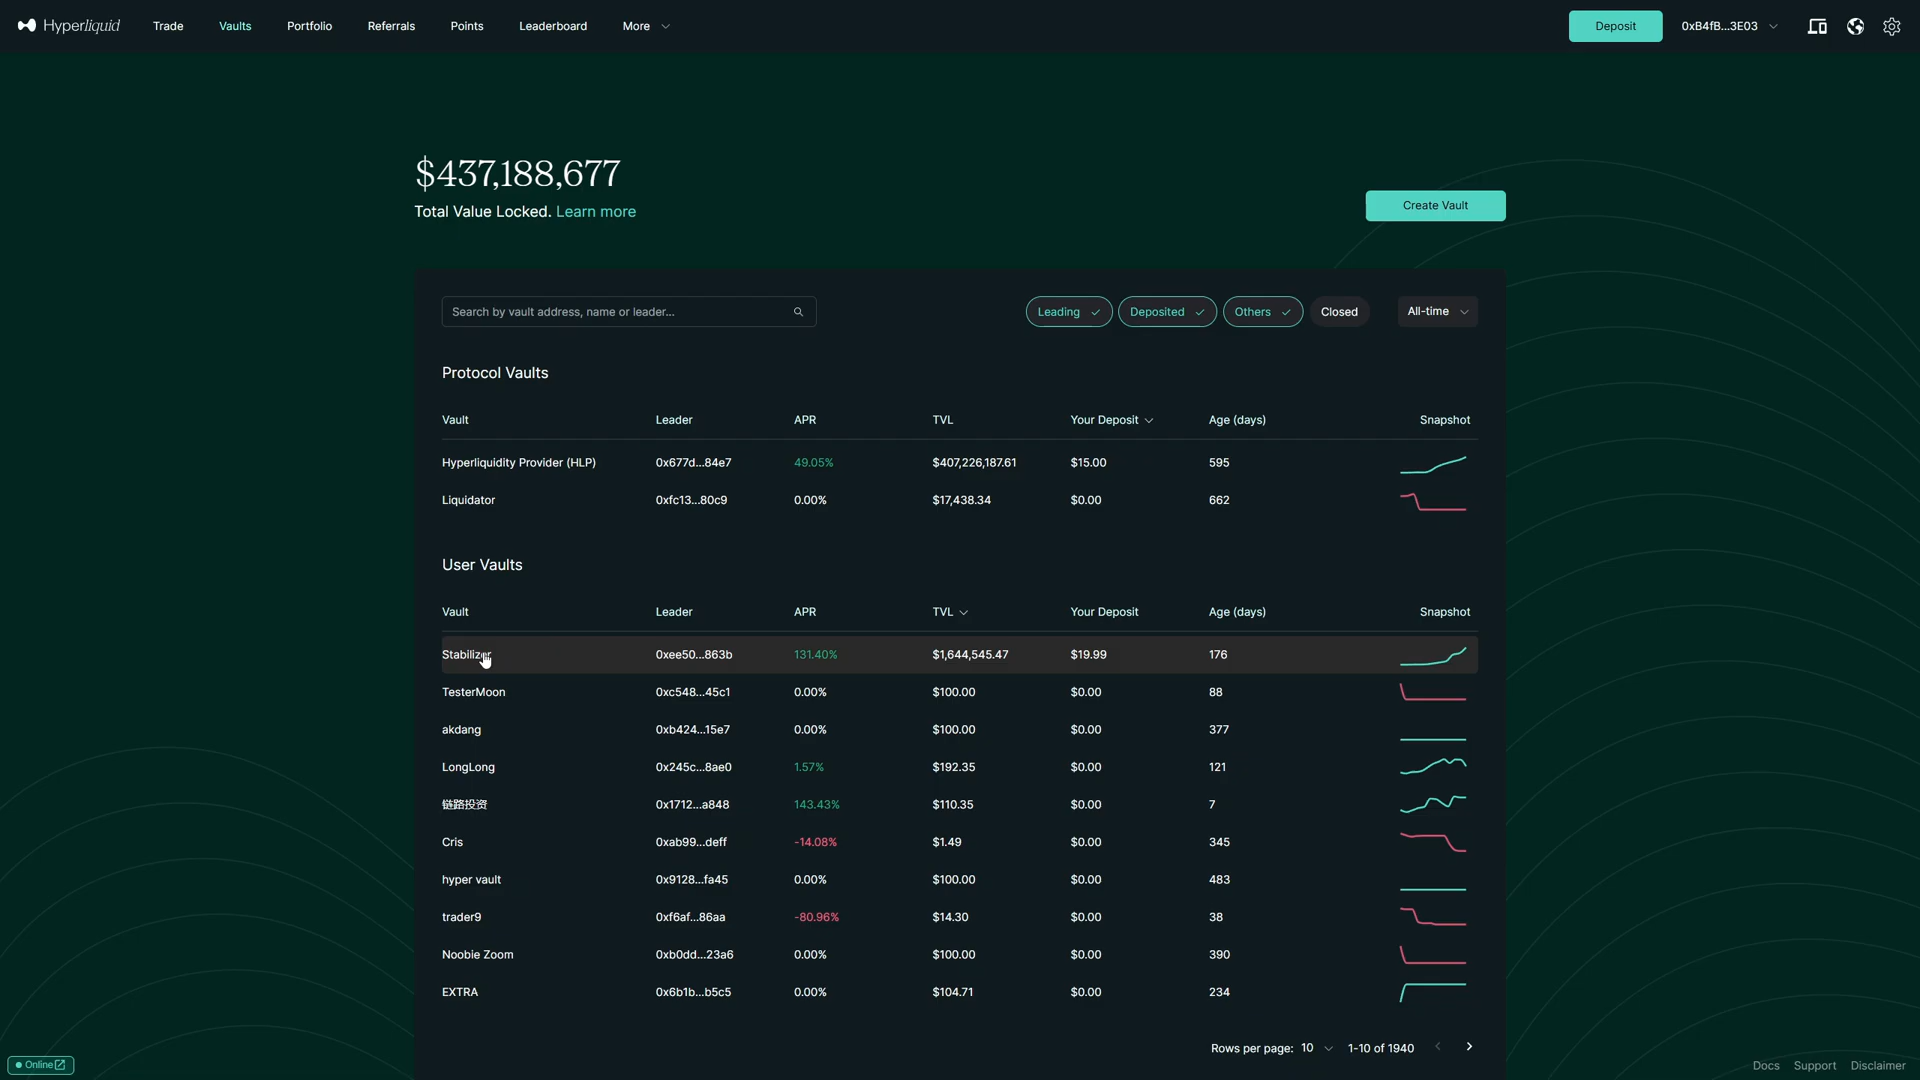 Hyperliquid Trade Vaults Portfolio Referrals Points Leaderboard More Deposit 0xB4fB...3E03
$437,188,677
Total Value Locked. Learn more
Create Vault
Search by vault address, name or leader... Leading Deposited Others Closed All-time
Protocol Vaults
Vault Leader APR TVL Your Deposit Age (days) Snapshot
Hyperliquidity Provider (HLP) 0x677d...84e7 49.05% $407,226,187.61 $15.00 595
Liquidator 0xfc13...80c9 0.00% $17,438.34 $0.00 662
User Vaults
Vault Leader APR TVL Your Deposit Age (days) Snapshot
Stabilizer 0xee50...863b 131.40% $1,644,545.47 $19.99 176
TesterMoon 0xc548...45c1 0.00% $100.00 $0.00 88
akdang 0xb424...15e7 0.00% $100.00 $0.00 377
LongLong 0x245c...8ae0 1.57% $192.35 $0.00 121
链路投资 0x1712...a848 143.43% $110.35 $0.00 7
Cris 0xab99...deff -14.08% $1.49 $0.00 345
hyper vault 0x9128...fa45 0.00% $100.00 $0.00 483
trader9 0xf6af...86aa -80.96% $14.30 $0.00 38
Noobie Zoom 0xb0dd...23a6 0.00% $100.00 $0.00 390
EXTRA 0x6b1b...b5c5 0.00% $104.71 $0.00 234
Rows per page: 10 1-10 of 1940
Online Docs Support Disclaimer